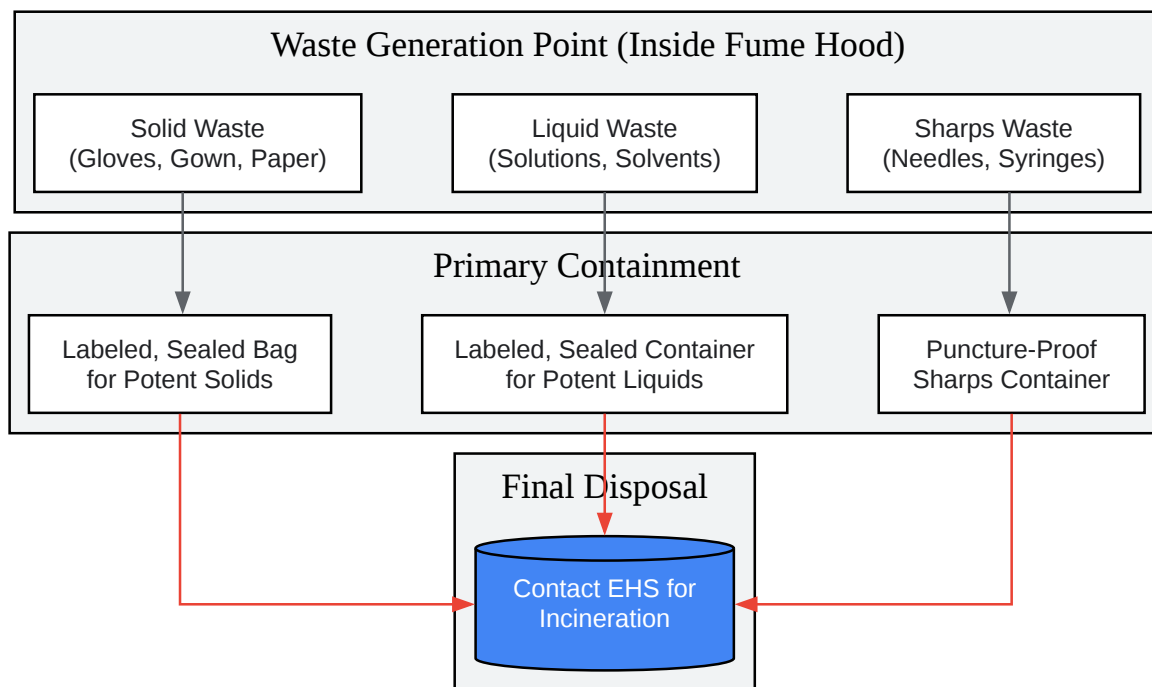 Waste Generation Point (Inside Fume Hood)
Solid Waste
(Gloves, Gown, Paper)
Liquid Waste
(Solutions, Solvents)
Sharps Waste
(Needles, Syringes)
Primary Containment
Labeled, Sealed Bag
for Potent Solids
Labeled, Sealed Container
for Potent Liquids
Puncture-Proof
Sharps Container
Final Disposal
Contact EHS for
Incineration